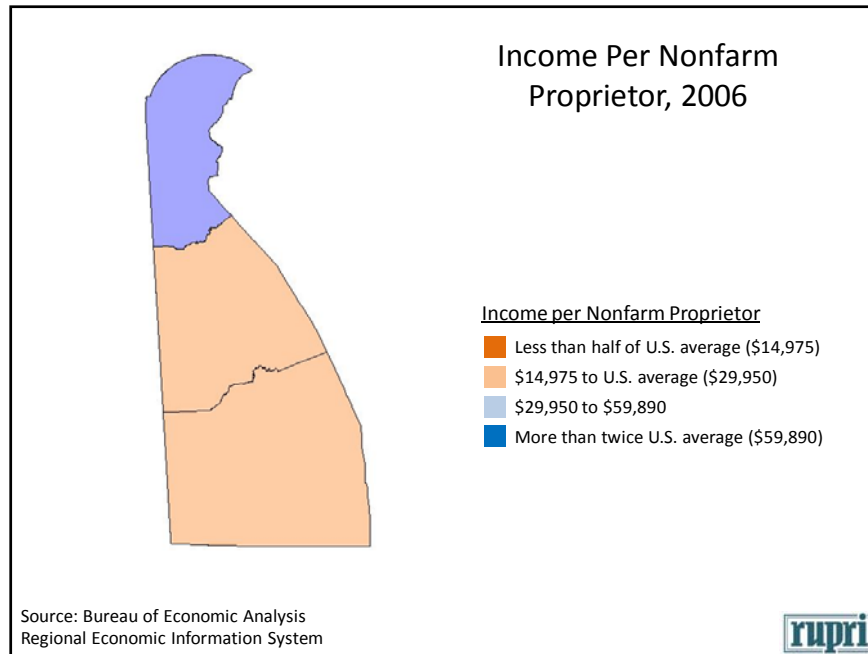 Income Per Nonfarm
Proprietor, 2006
Income per Nonfarm Proprietor
Less than half of U.S. average ($14,975)
$14,975 to U.S. average ($29,950)
$29,950 to $59,890
More than twice U.S. average ($59,890)
Source: Bureau of Economic Analysis
Regional Economic Information System
rupri